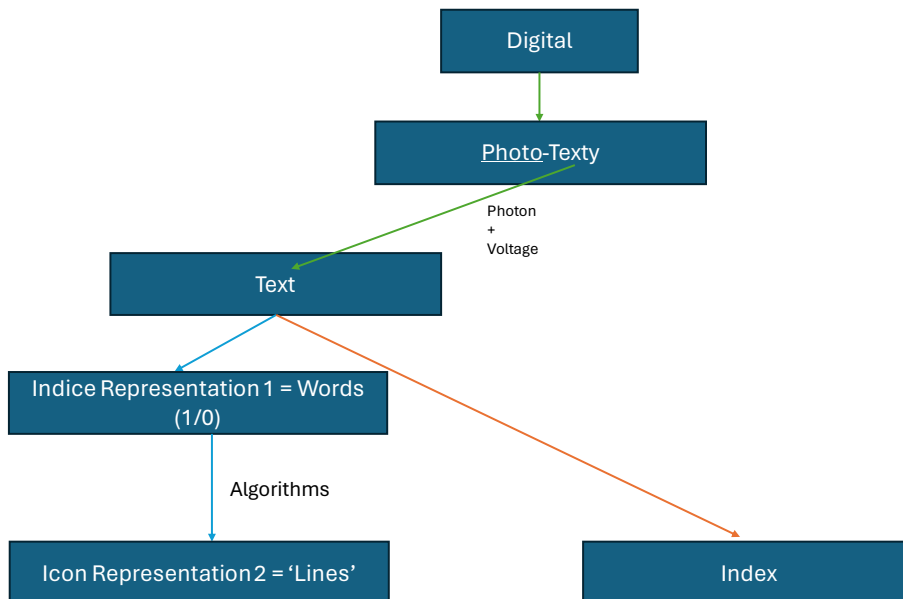 Digital
Photo-Texty
Photon
+
Voltage
Text
Indice Representation 1 = Words
(1/0)
Algorithms
Icon Representation 2 = ‘Lines’
Index